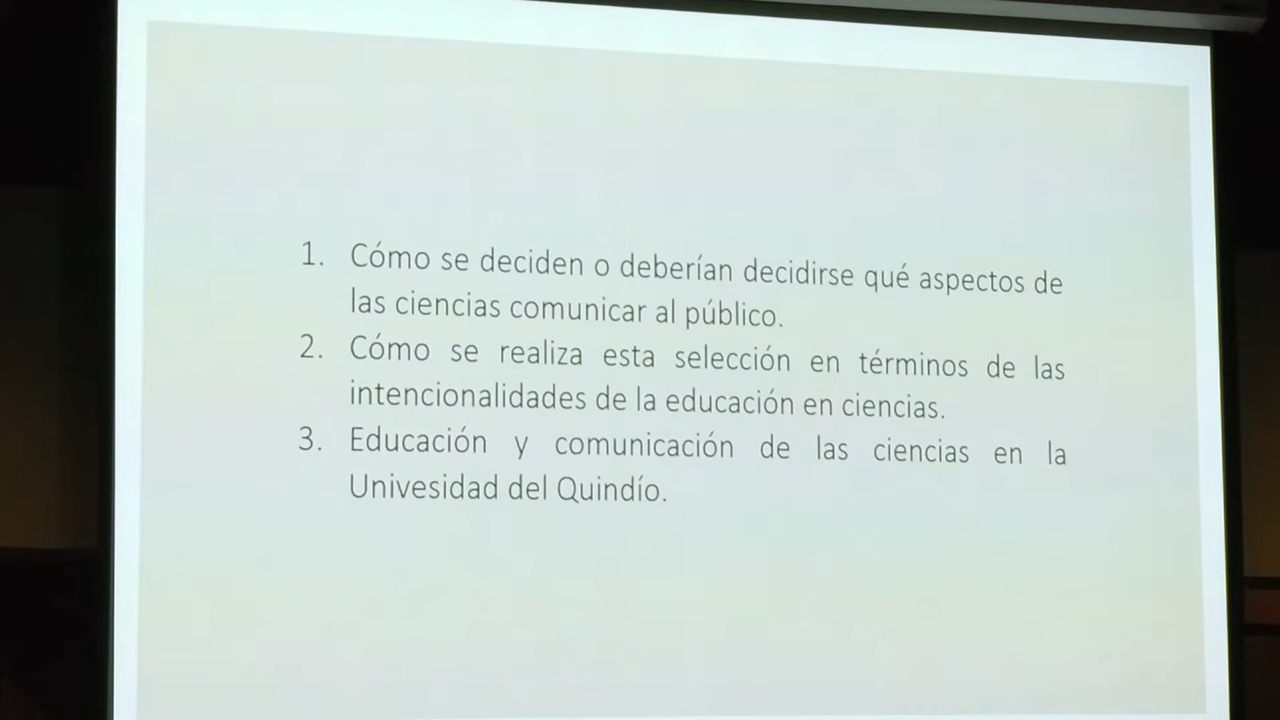 1. Cómo se deciden o deberían decidirse qué aspectos de
las ciencias comunicar al público.
2. Cómo se realiza esta selección en términos de las
intencionalidades de la educación en ciencias.
3. Educación y comunicación de las ciencias en la
Univesidad del Quindío.